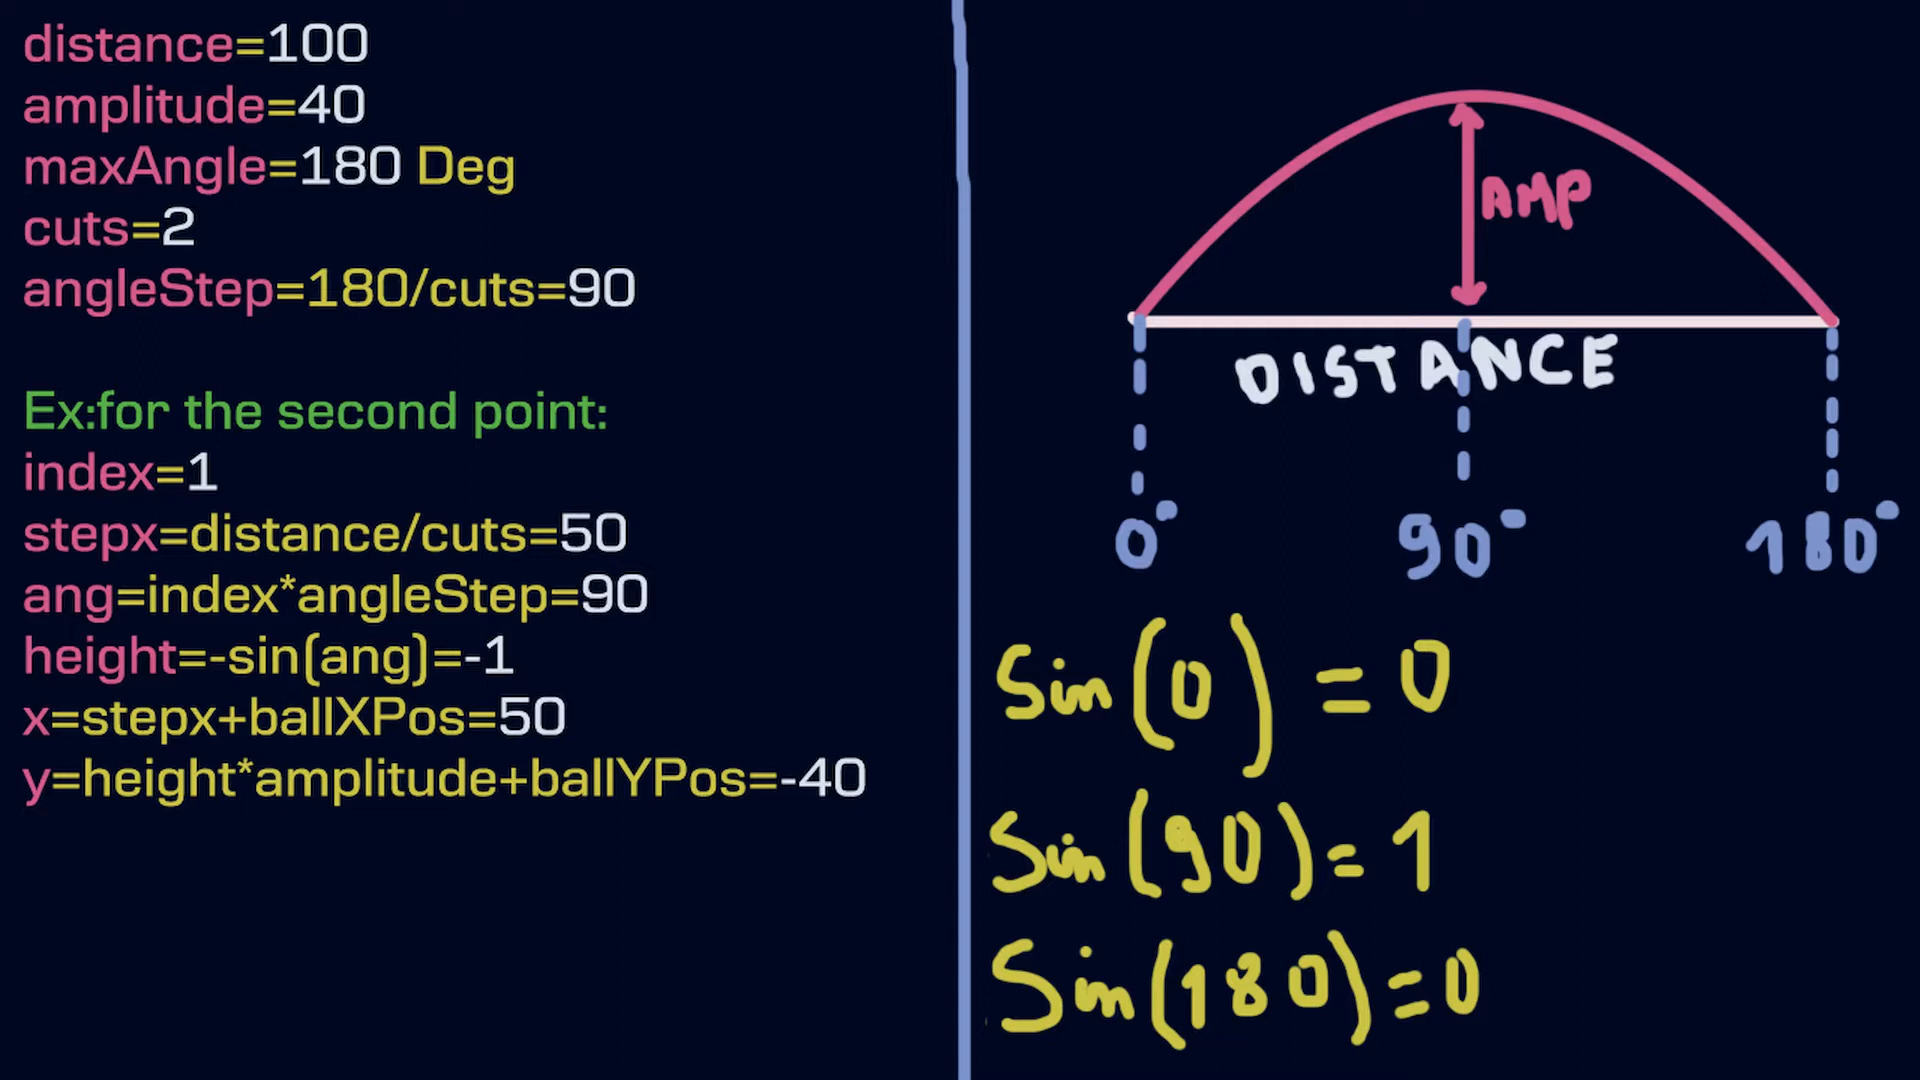 distance=100
amplitude=40
maxAngle=180 Deg
cuts=2
angleStep=180/cuts=90
Ex:for the second point:
index=1
stepx=distance/cuts=50
ang=index*angleStep=90
height=-sin(ang)=-1
x=stepx+ballXPos=50
y=height*amplitude+ballYPos=-40
AMP
DISTANCE
0° 90° 180°
Sin(0) = 0
Sin(90)= 1
Sin(180)=0